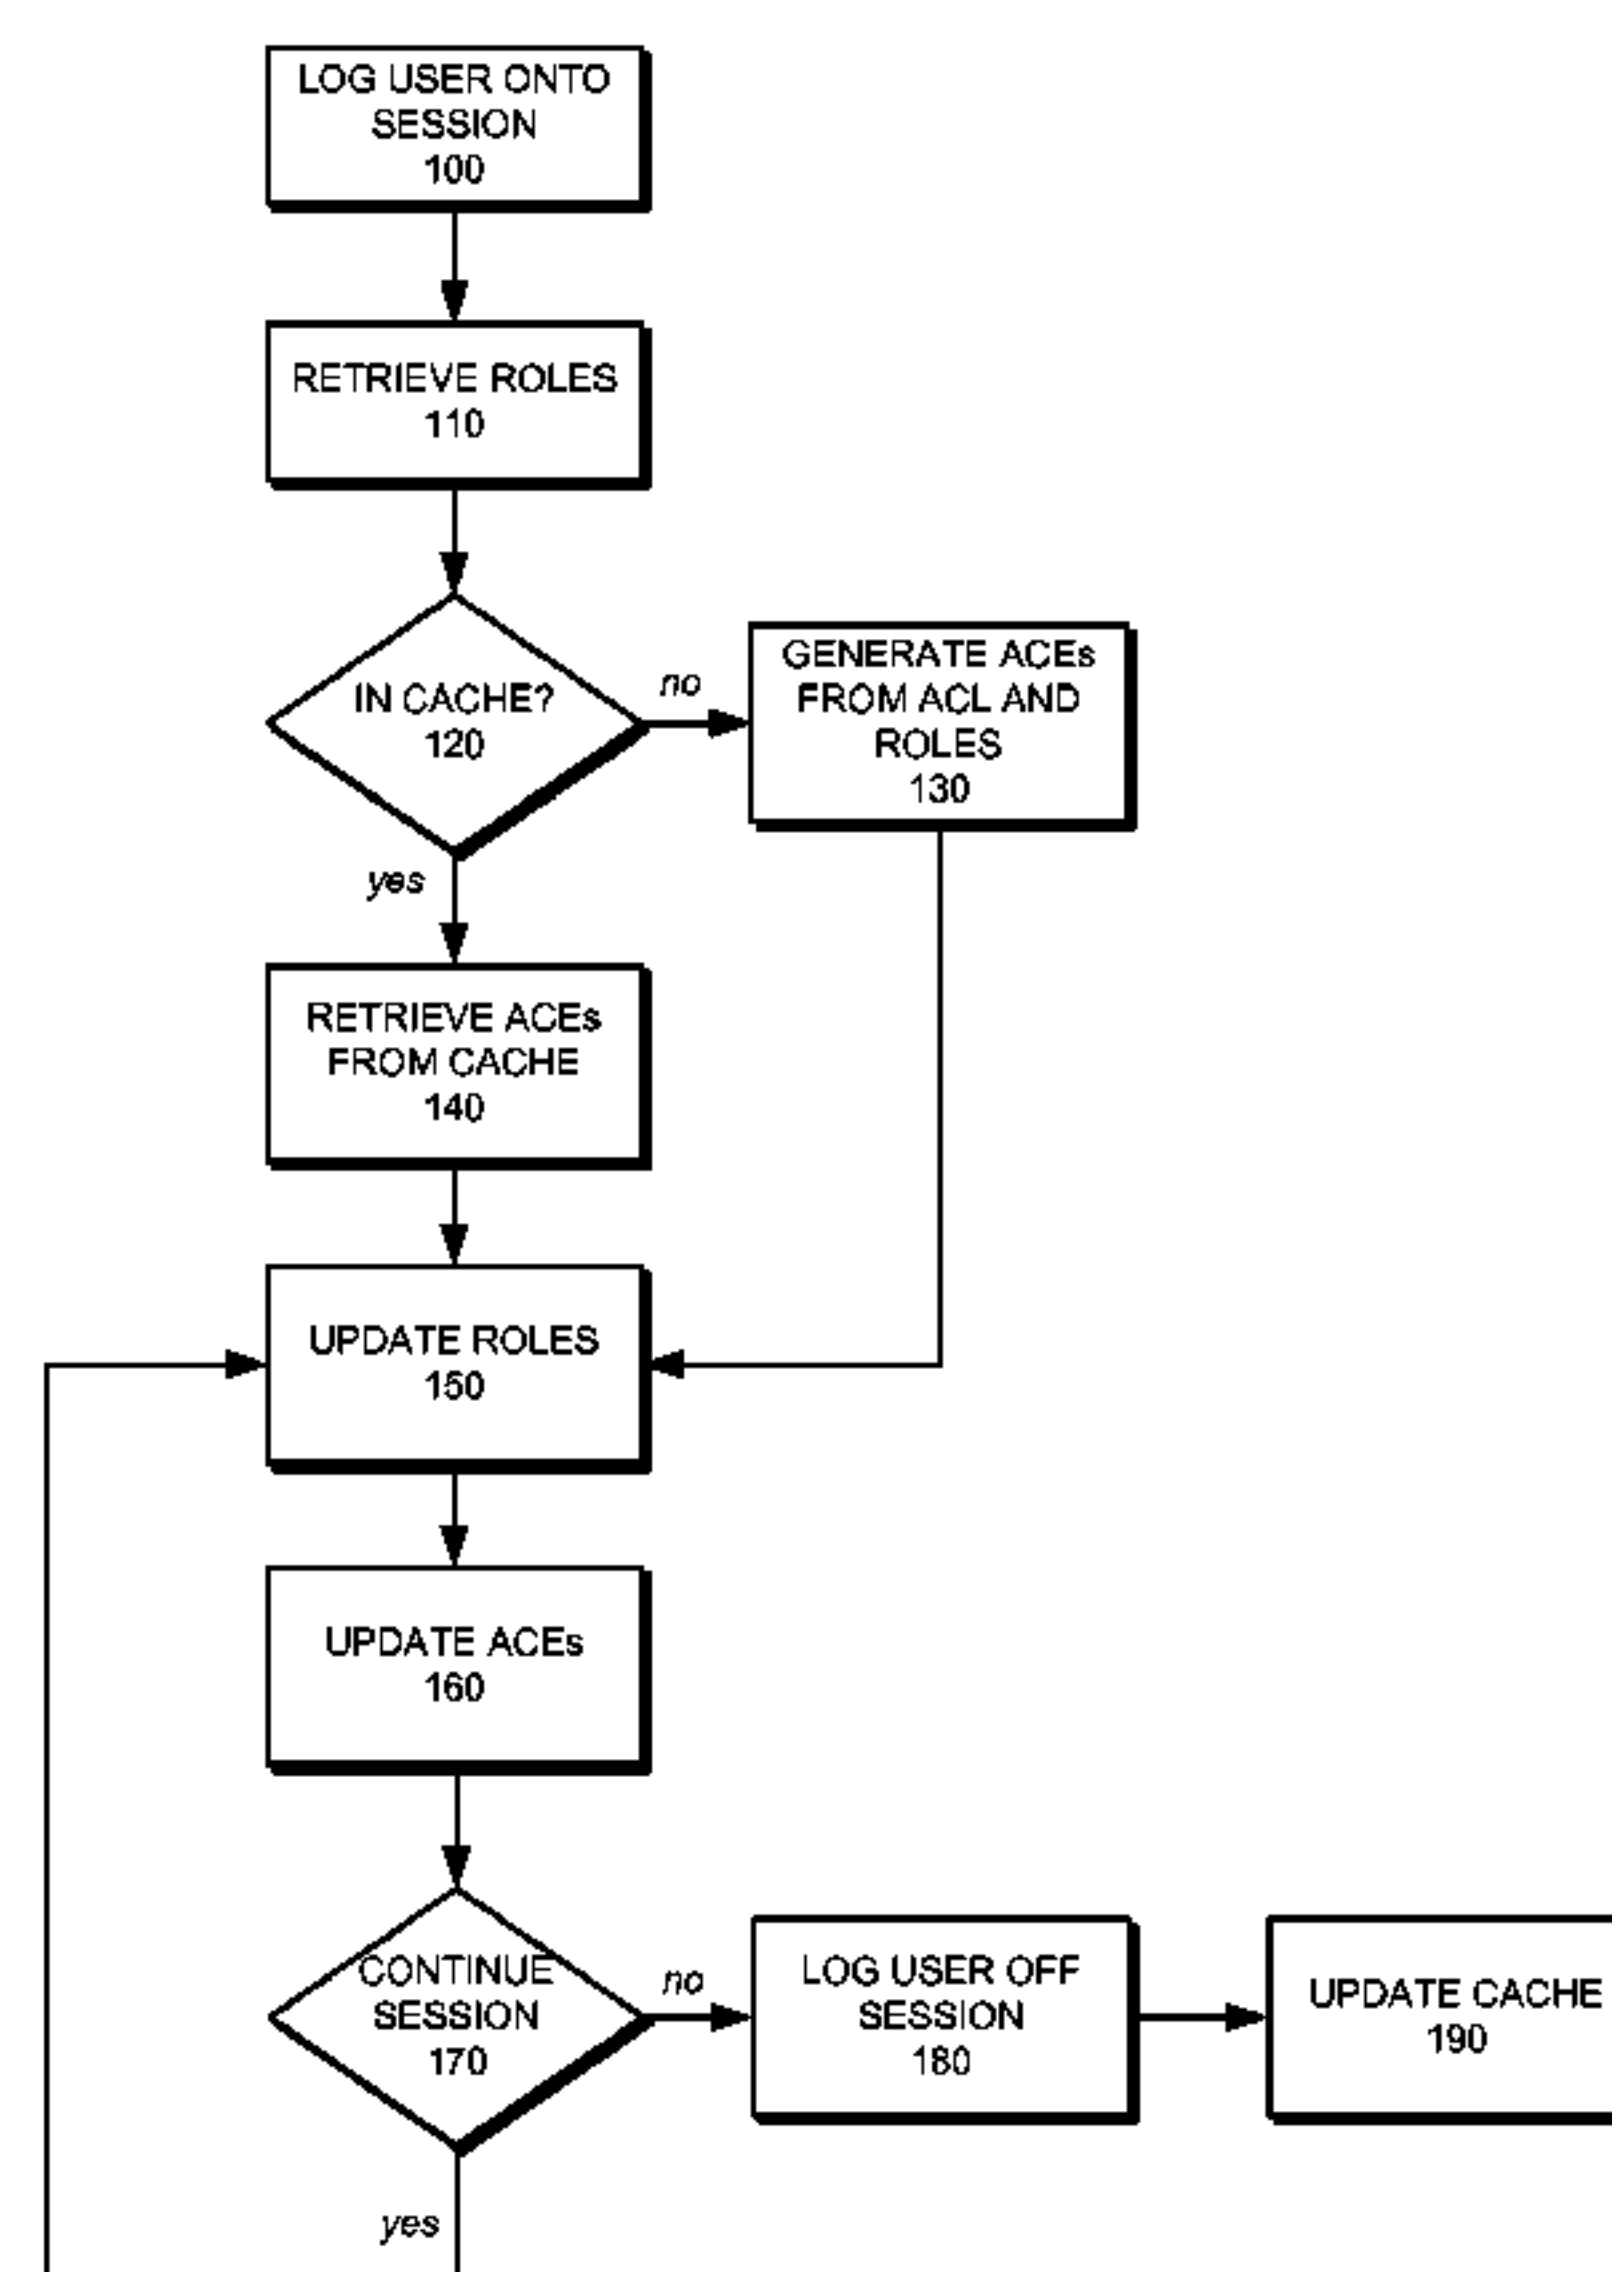 LOG USER ONTO
SESSION
100
RETRIEVE ROLES
110
IN CACHE?
120
no
GENERATE ACEs
FROM ACL AND
ROLES
130
yes
RETRIEVE ACEs
FROM CACHE
140
UPDATE ROLES
150
UPDATE ACEs
160
CONTINUE
SESSION
170
no
LOG USER OFF
SESSION
180
UPDATE CACHE
190
yes